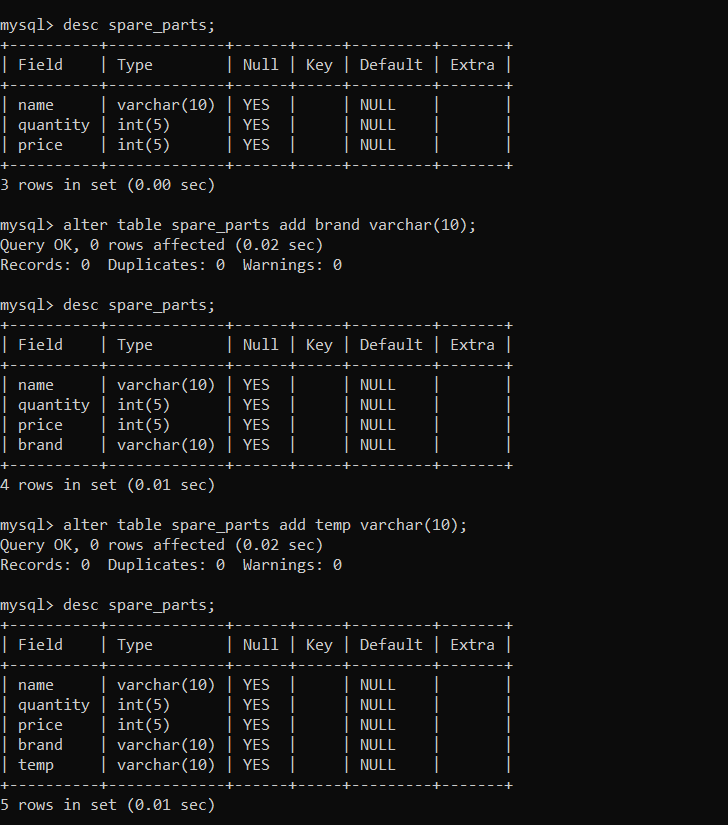 mysql> desc spare_parts;
+----------+-------------+------+-----+---------+-------+
| Field    | Type        | Null | Key | Default | Extra |
+----------+-------------+------+-----+---------+-------+
| name     | varchar(10) | YES  |     | NULL    |       |
| quantity | int(5)      | YES  |     | NULL    |       |
| price    | int(5)      | YES  |     | NULL    |       |
+----------+-------------+------+-----+---------+-------+
3 rows in set (0.00 sec)

mysql> alter table spare_parts add brand varchar(10);
Query OK, 0 rows affected (0.02 sec)
Records: 0  Duplicates: 0  Warnings: 0

mysql> desc spare_parts;
+----------+-------------+------+-----+---------+-------+
| Field    | Type        | Null | Key | Default | Extra |
+----------+-------------+------+-----+---------+-------+
| name     | varchar(10) | YES  |     | NULL    |       |
| quantity | int(5)      | YES  |     | NULL    |       |
| price    | int(5)      | YES  |     | NULL    |       |
| brand    | varchar(10) | YES  |     | NULL    |       |
+----------+-------------+------+-----+---------+-------+
4 rows in set (0.01 sec)

mysql> alter table spare_parts add temp varchar(10);
Query OK, 0 rows affected (0.02 sec)
Records: 0  Duplicates: 0  Warnings: 0

mysql> desc spare_parts;
+----------+-------------+------+-----+---------+-------+
| Field    | Type        | Null | Key | Default | Extra |
+----------+-------------+------+-----+---------+-------+
| name     | varchar(10) | YES  |     | NULL    |       |
| quantity | int(5)      | YES  |     | NULL    |       |
| price    | int(5)      | YES  |     | NULL    |       |
| brand    | varchar(10) | YES  |     | NULL    |       |
| temp     | varchar(10) | YES  |     | NULL    |       |
+----------+-------------+------+-----+---------+-------+
5 rows in set (0.01 sec)